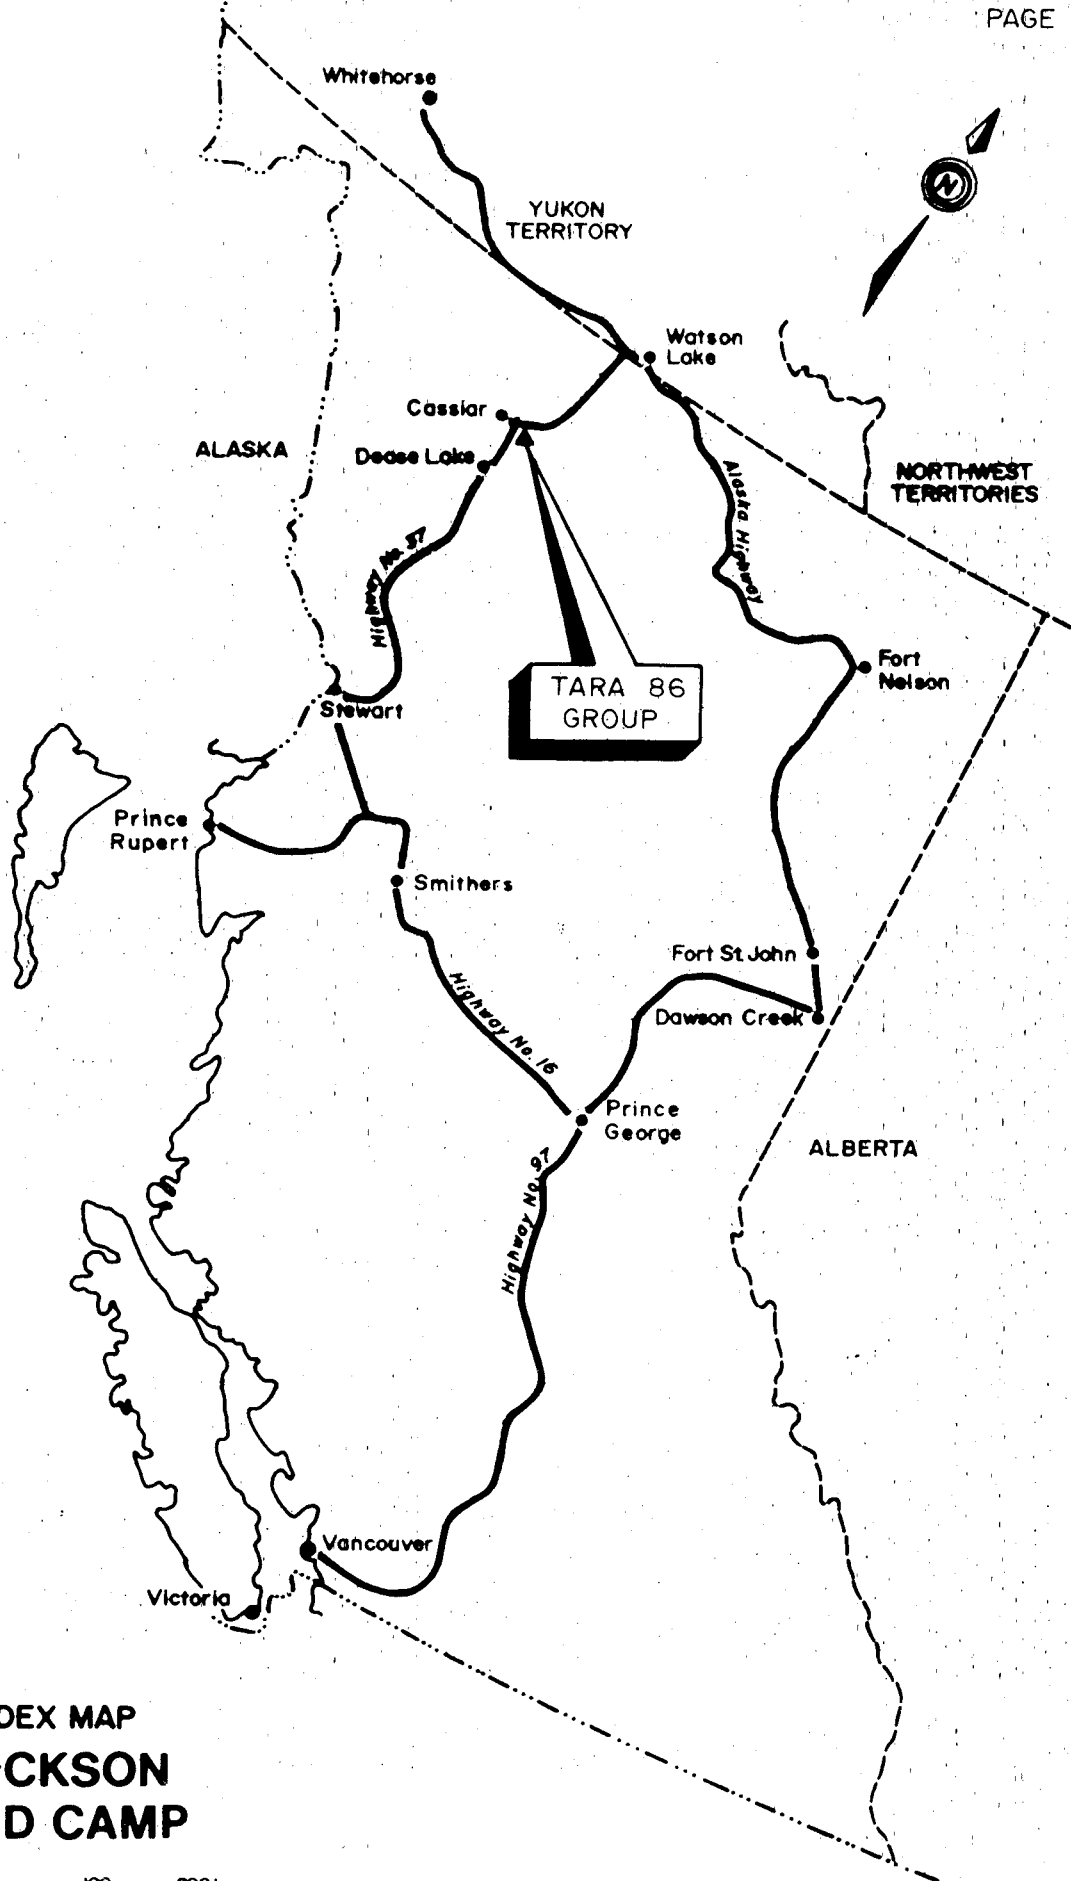 PAGE
Whitehorse
YUKON
TERRITORY
N
Watson
Lake
Cassiar
ALASKA
Dease Lake
NORTHWEST
TERRITORIES
Alaska Highway
Highway No. 37
Fort
Nelson
TARA 86
GROUP
Stewart
Prince
Rupert
Smithers
Fort St. John
Highway No. 16
Dawson Creek
Prince
George
ALBERTA
Highway No. 97
Vancouver
Victoria
DEX MAP
CKSON
D CAMP